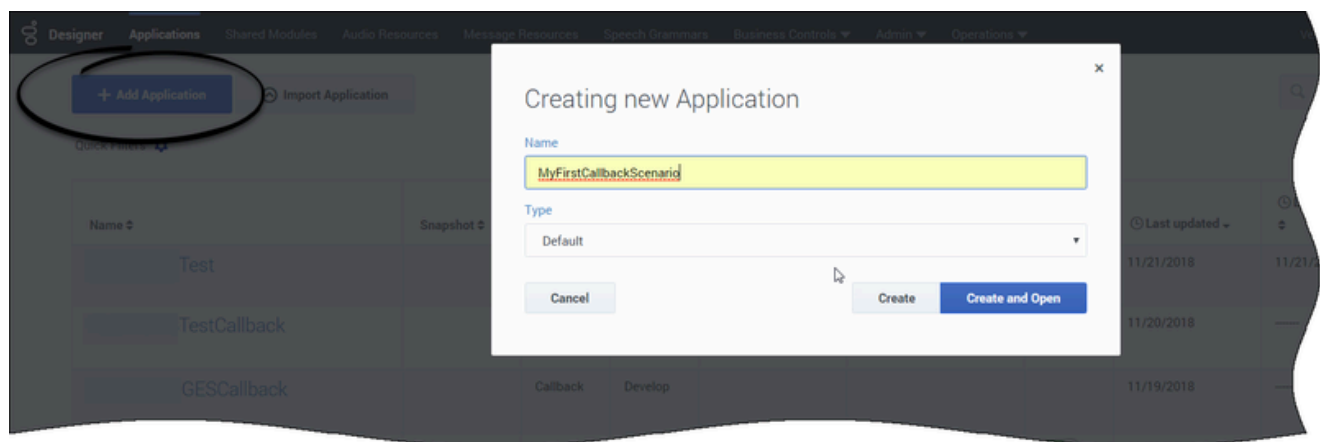 Designer Applications Shared Modules Audio Resources Message Resources Speech Grammars Business Controls Admin Operations
+ Add Application Import Application
×
Creating new Application
Quick Filters
Name
MyFirstCallbackScenario
Type
Name Snapshot Last updated
Default
Test 11/21/2018
Cancel Create Create and Open
TestCallback 11/20/2018
GESCallback Callback Develop 11/19/2018